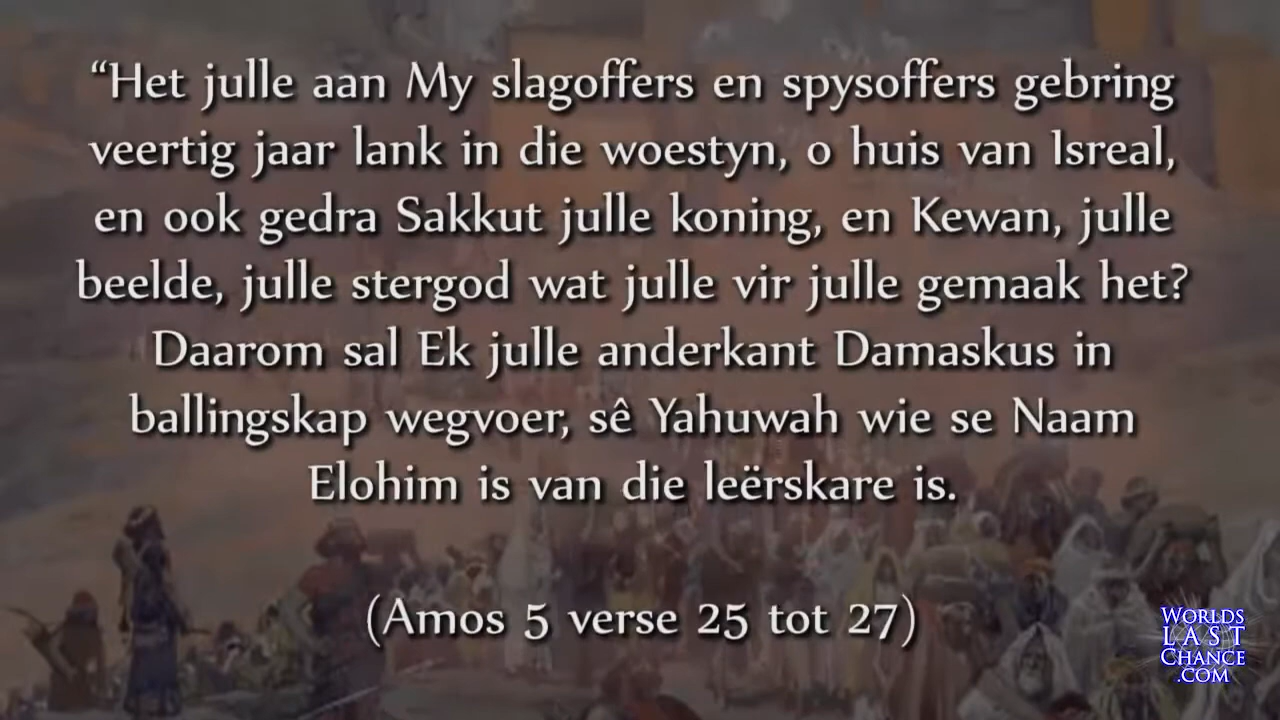 “Het julle aan My slagoffers en spysoffers gebring
veertig jaar lank in die woestyn, o huis van Isreal,
en ook gedra Sakkut julle koning, en Kewan, julle
beelde, julle stergod wat julle vir julle gemaak het?
Daarom sal Ek julle anderkant Damaskus in
ballingskap wegvoer, sê Yahuwah wie se Naam
Elohim is van die leërskare is.
(Amos 5 verse 25 tot 27)
WORLDS
LAST
CHANCE
.COM